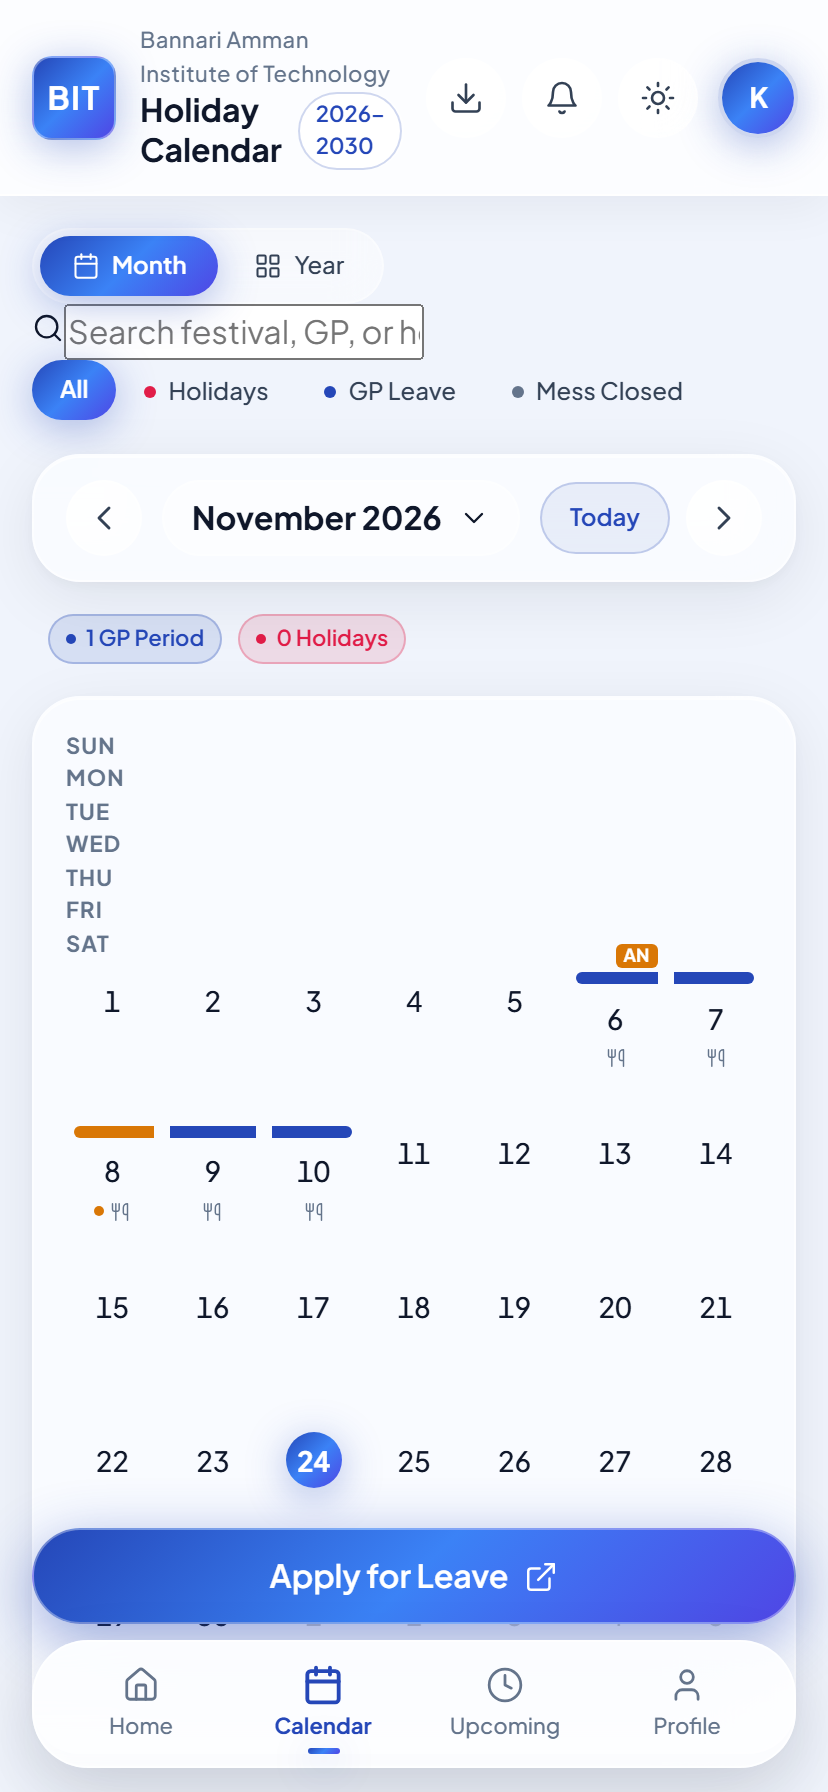 BIT
Bannari Amman
Institute of Technology
Holiday
Calendar
2026–
2030
K
Month
Year
Search festival, GP, or h
All
Holidays
GP Leave
Mess Closed
November 2026
Today
1 GP Period
0 Holidays
SUN
MON
TUE
WED
THU
FRI
SAT
AN
1 2 3 4 5 6 7
8 9 10 11 12 13 14
15 16 17 18 19 20 21
22 23 24 25 26 27 28
Apply for Leave
Home
Calendar
Upcoming
Profile